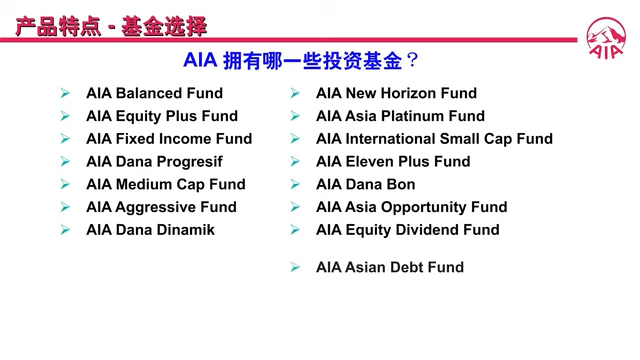 产品特点 - 基金选择
AIA
AIA 拥有哪一些投资基金？
AIA Balanced Fund
AIA Equity Plus Fund
AIA Fixed Income Fund
AIA Dana Progresif
AIA Medium Cap Fund
AIA Aggressive Fund
AIA Dana Dinamik
AIA New Horizon Fund
AIA Asia Platinum Fund
AIA International Small Cap Fund
AIA Eleven Plus Fund
AIA Dana Bon
AIA Asia Opportunity Fund
AIA Equity Dividend Fund
AIA Asian Debt Fund